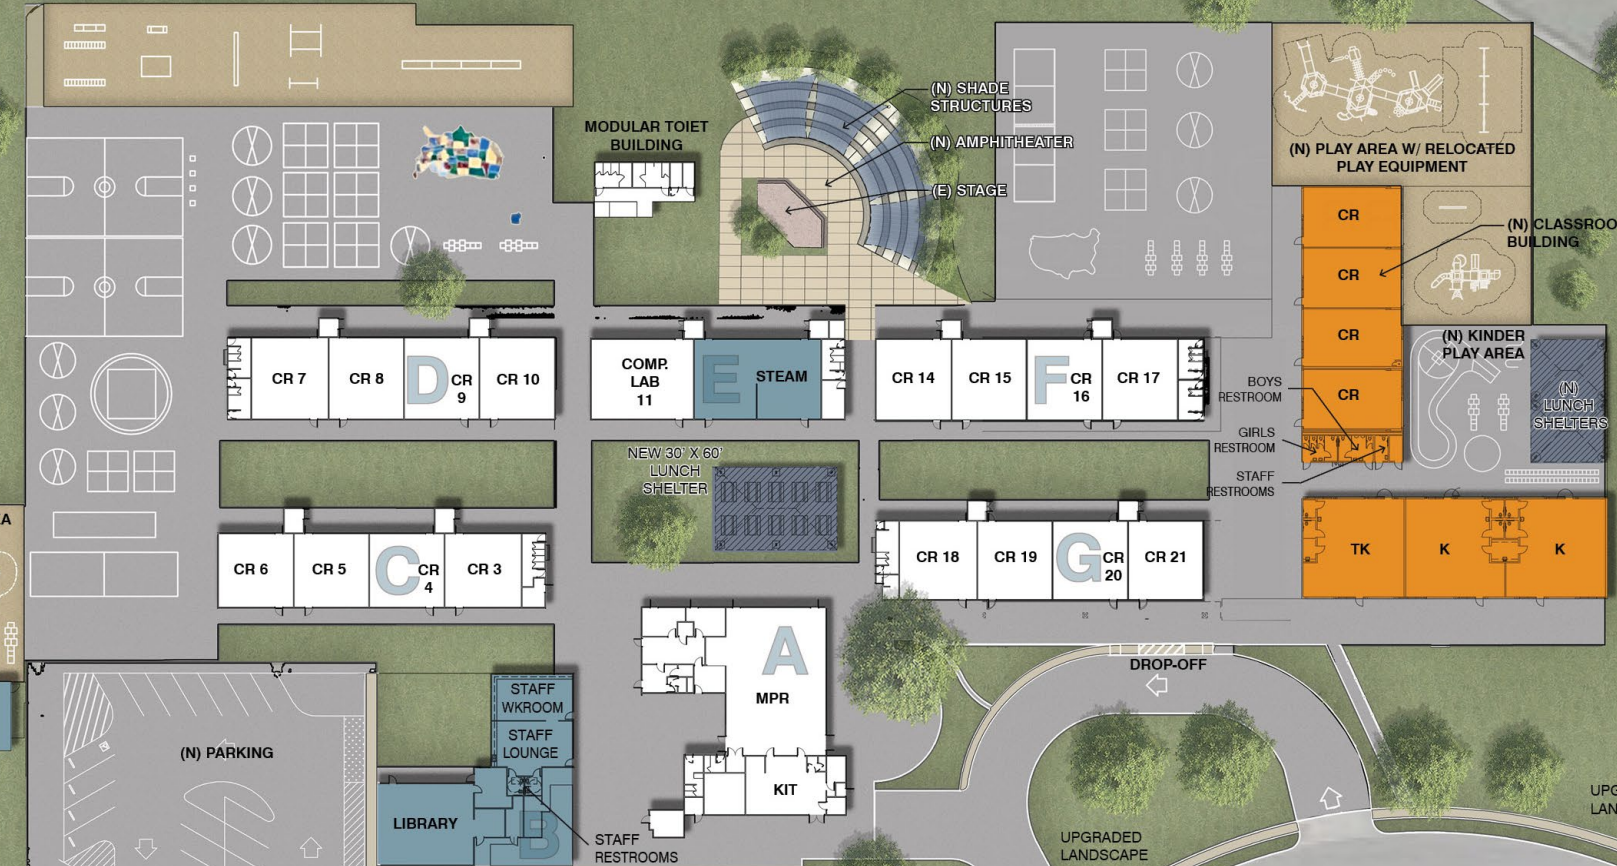 (N) SHADE
STRUCTURES
(N) AMPHITHEATER
(E) STAGE
MODULAR TOIET
BUILDING
(N) PLAY AREA W/ RELOCATED
PLAY EQUIPMENT
CR
(N) CLASSROO
BUILDING
CR
CR
CR
(N) KINDER
PLAY AREA
(N)
LUNCH
SHELTERS
BOYS
RESTROOM
GIRLS
RESTROOM
STAFF
RESTROOMS
CR 7
CR 8
D
CR
9
CR 10
COMP.
LAB
11
E
STEAM
CR 14
CR 15
F
CR
16
CR 17
NEW 30' X 60'
LUNCH
SHELTER
A
CR 6
CR 5
C
CR
4
CR 3
CR 18
CR 19
G
CR
20
CR 21
TK
K
K
A
MPR
KIT
DROP-OFF
STAFF
WKROOM
STAFF
LOUNGE
(N) PARKING
LIBRARY
B
STAFF
RESTROOMS
UPGRADED
LANDSCAPE
UPG
LAN